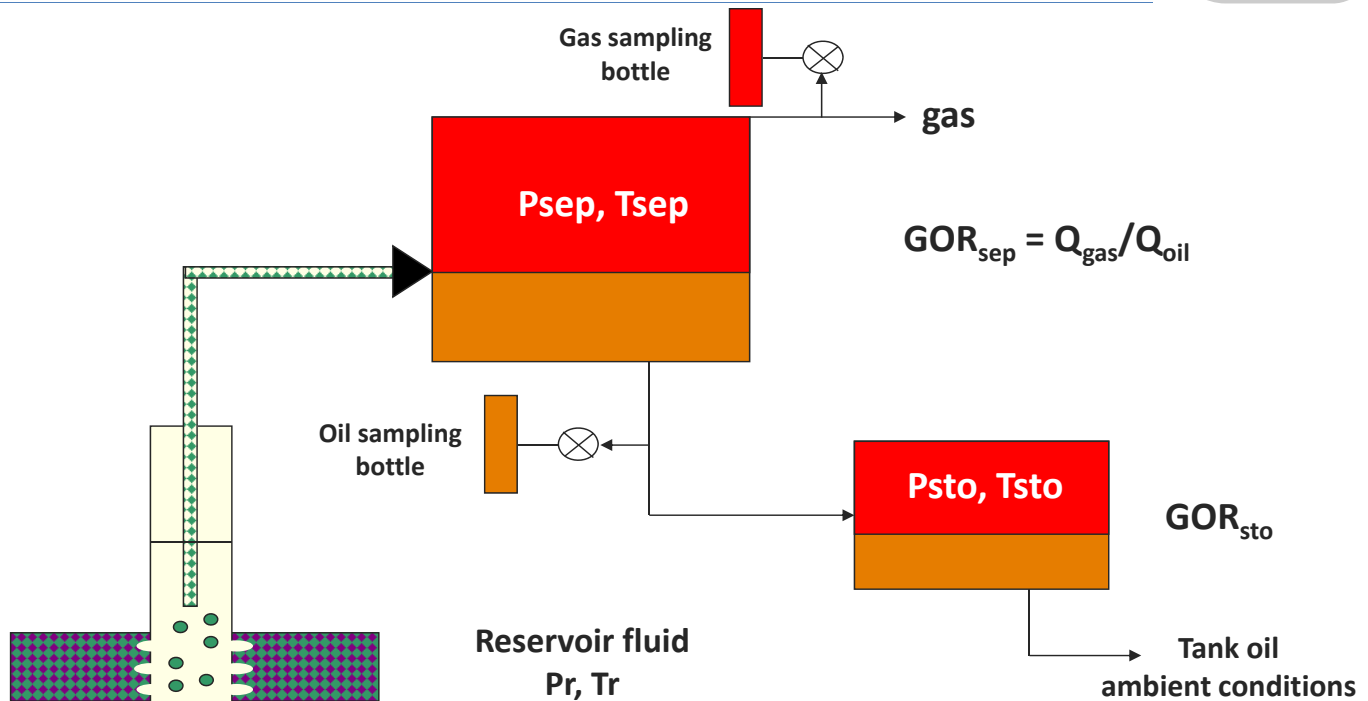 Gas sampling
bottle
gas
Psep, Tsep
GORsep = Qgas/Qoil
Oil sampling
bottle
Psto, Tsto
GORsto
Reservoir fluid
Pr, Tr
Tank oil
ambient conditions